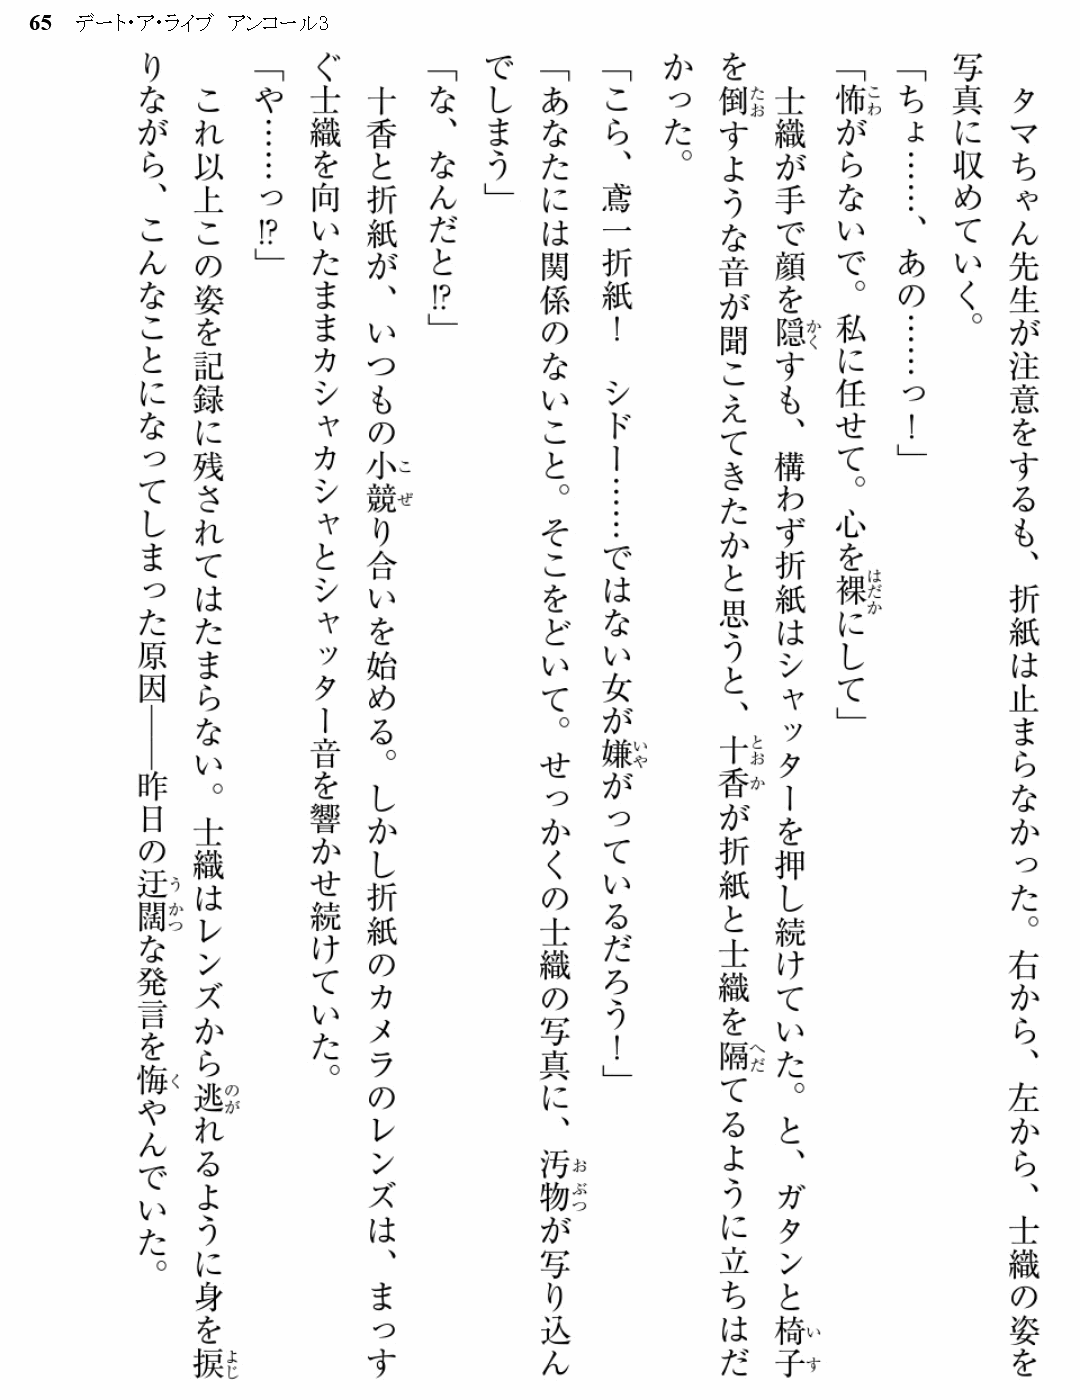 65　デート・ア・ライブ　アンコール3
　タマちゃん先生が注意をするも、折紙は止まらなかった。右から、左から、士織の姿を
写真に収めていく。
「ちょ……、あの……っ！」
「怖がらないで。私に任せて。心を裸にして」
　士織が手で顔を隠すも、構わず折紙はシャッターを押し続けていた。と、ガタンと椅子
を倒すような音が聞こえてきたかと思うと、十香が折紙と士織を隔てるように立ちはだ
かった。
「こら、鳶一折紙！　シドー……ではない女が嫌がっているだろう！」
「あなたには関係のないこと。そこをどいて。せっかくの士織の写真に、汚物が写り込ん
でしまう」
「な、なんだと⁉」
　十香と折紙が、いつもの小競り合いを始める。しかし折紙のカメラのレンズは、まっす
ぐ士織を向いたままカシャカシャとシャッター音を響かせ続けていた。
「や……っ⁉」
　これ以上この姿を記録に残されてはたまらない。士織はレンズから逃れるように身を捩
りながら、こんなことになってしまった原因――昨日の迂闊な発言を悔やんでいた。